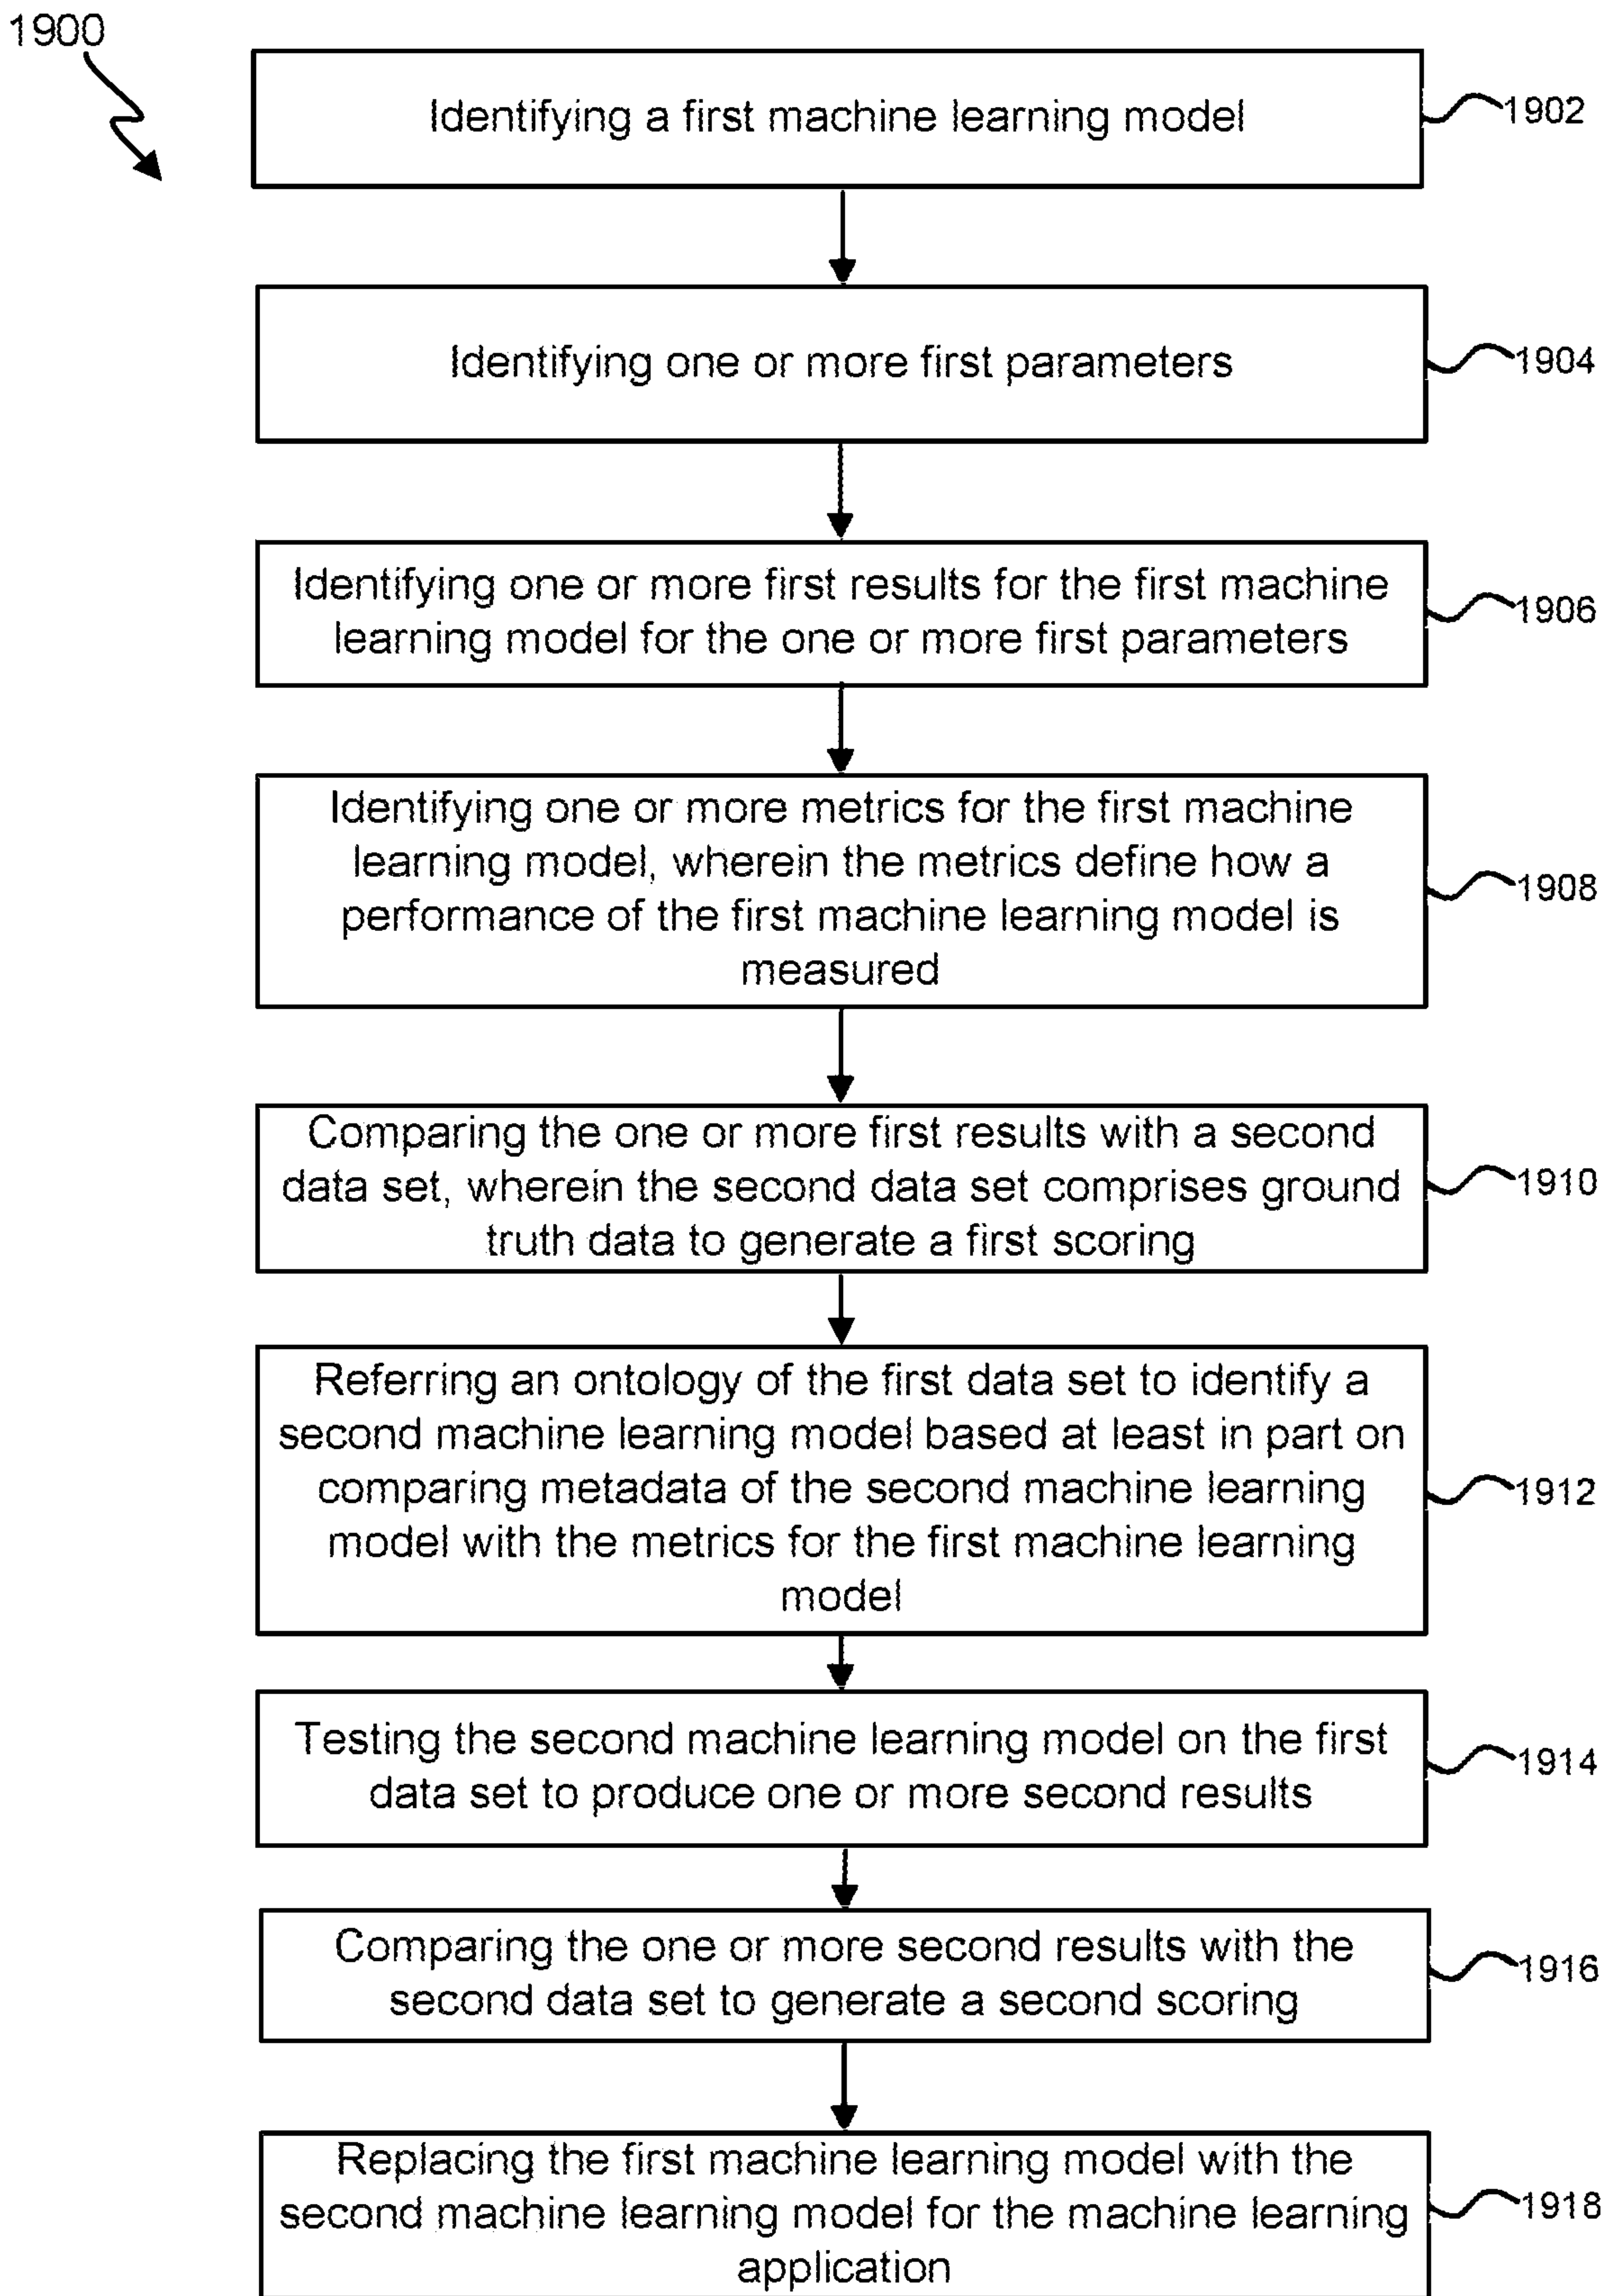 1900
Identifying a first machine learning model
1902
Identifying one or more first parameters
1904
Identifying one or more first results for the first machine
learning model for the one or more first parameters
1906
Identifying one or more metrics for the first machine
learning model, wherein the metrics define how a
performance of the first machine learning model is
measured
1908
Comparing the one or more first results with a second
data set, wherein the second data set comprises ground
truth data to generate a first scoring
1910
Referring an ontology of the first data set to identify a
second machine learning model based at least in part on
comparing metadata of the second machine learning
model with the metrics for the first machine learning
model
1912
Testing the second machine learning model on the first
data set to produce one or more second results
1914
Comparing the one or more second results with the
second data set to generate a second scoring
1916
Replacing the first machine learning model with the
second machine learning model for the machine learning
application
1918